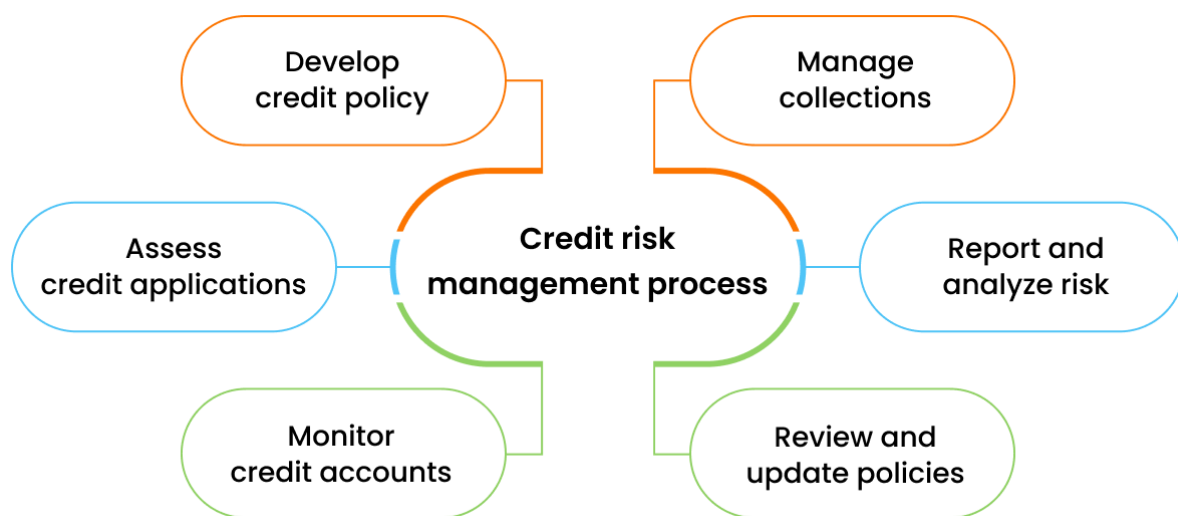 Develop
credit policy
Manage
collections
Assess
credit applications
Credit risk
management process
Report and
analyze risk
Monitor
credit accounts
Review and
update policies